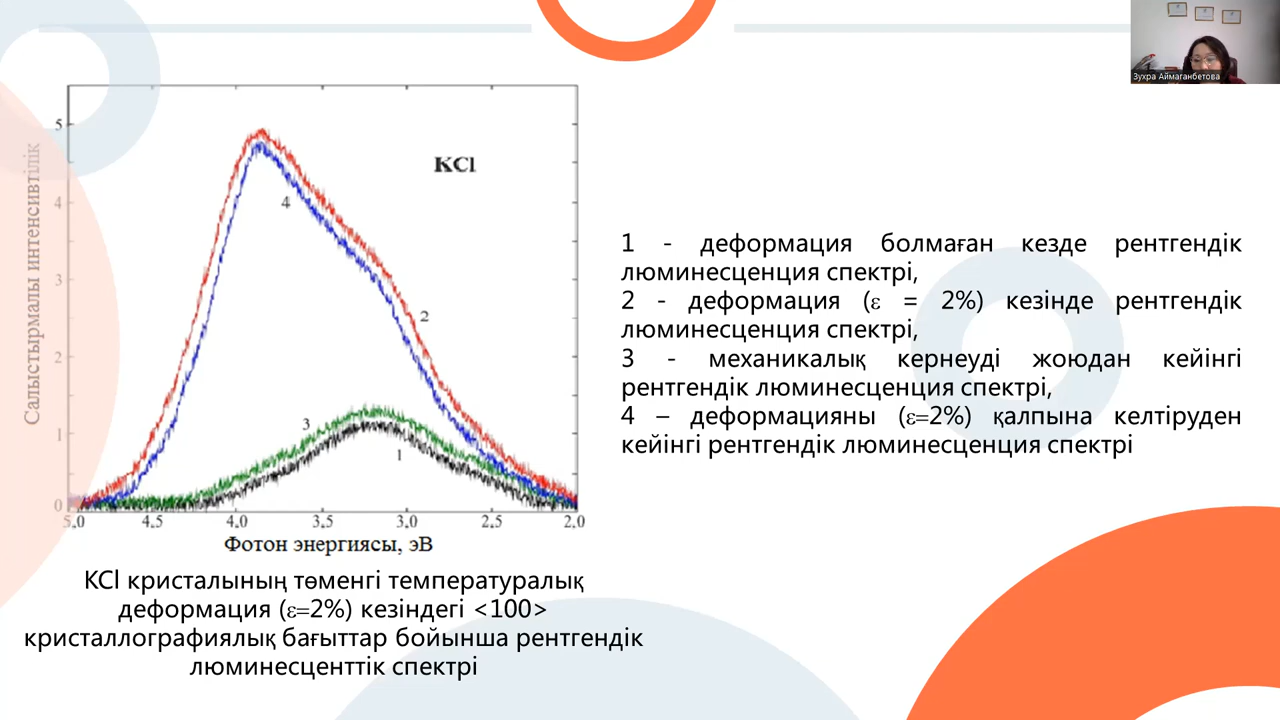 Зухра Аймаганбетова
Салыстырмалы интенсивтілік
5
4
3
2
1
0
KCl
4
2
3
1
5.0 4.5 4.0 3.5 3.0 2.5 2.0
Фотон энергиясы, эВ
KCl кристалының төменгі температуралық
деформация (ε=2%) кезіндегі <100>
кристаллографиялық бағыттар бойынша рентгендік
люминесценттік спектрі
1 - деформация болмаған кезде рентгендік
люминесценция спектрі,
2 - деформация (ε = 2%) кезінде рентгендік
люминесценция спектрі,
3 - механикалық кернеуді жоюдан кейінгі
рентгендік люминесценция спектрі,
4 – деформацияны (ε=2%) қалпына келтіруден
кейінгі рентгендік люминесценция спектрі